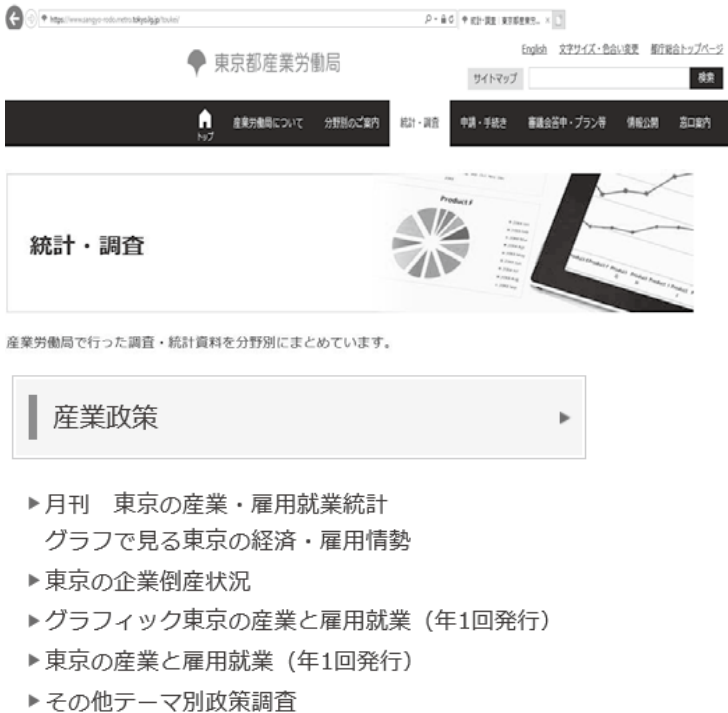 東京都産業労働局
English 文字サイズ・色合い変更 都庁総合トップページ
サイトマップ 検索
トップ 産業労働局について 分野別のご案内 統計・調査 申請・手続き 審議会答申・プラン等 情報公開 窓口案内
統計・調査
Product F
産業労働局で行った調査・統計資料を分野別にまとめています。
産業政策
月刊 東京の産業・雇用就業統計
グラフで見る東京の経済・雇用情勢
東京の企業倒産状況
グラフィック東京の産業と雇用就業（年1回発行）
東京の産業と雇用就業（年1回発行）
その他テーマ別政策調査